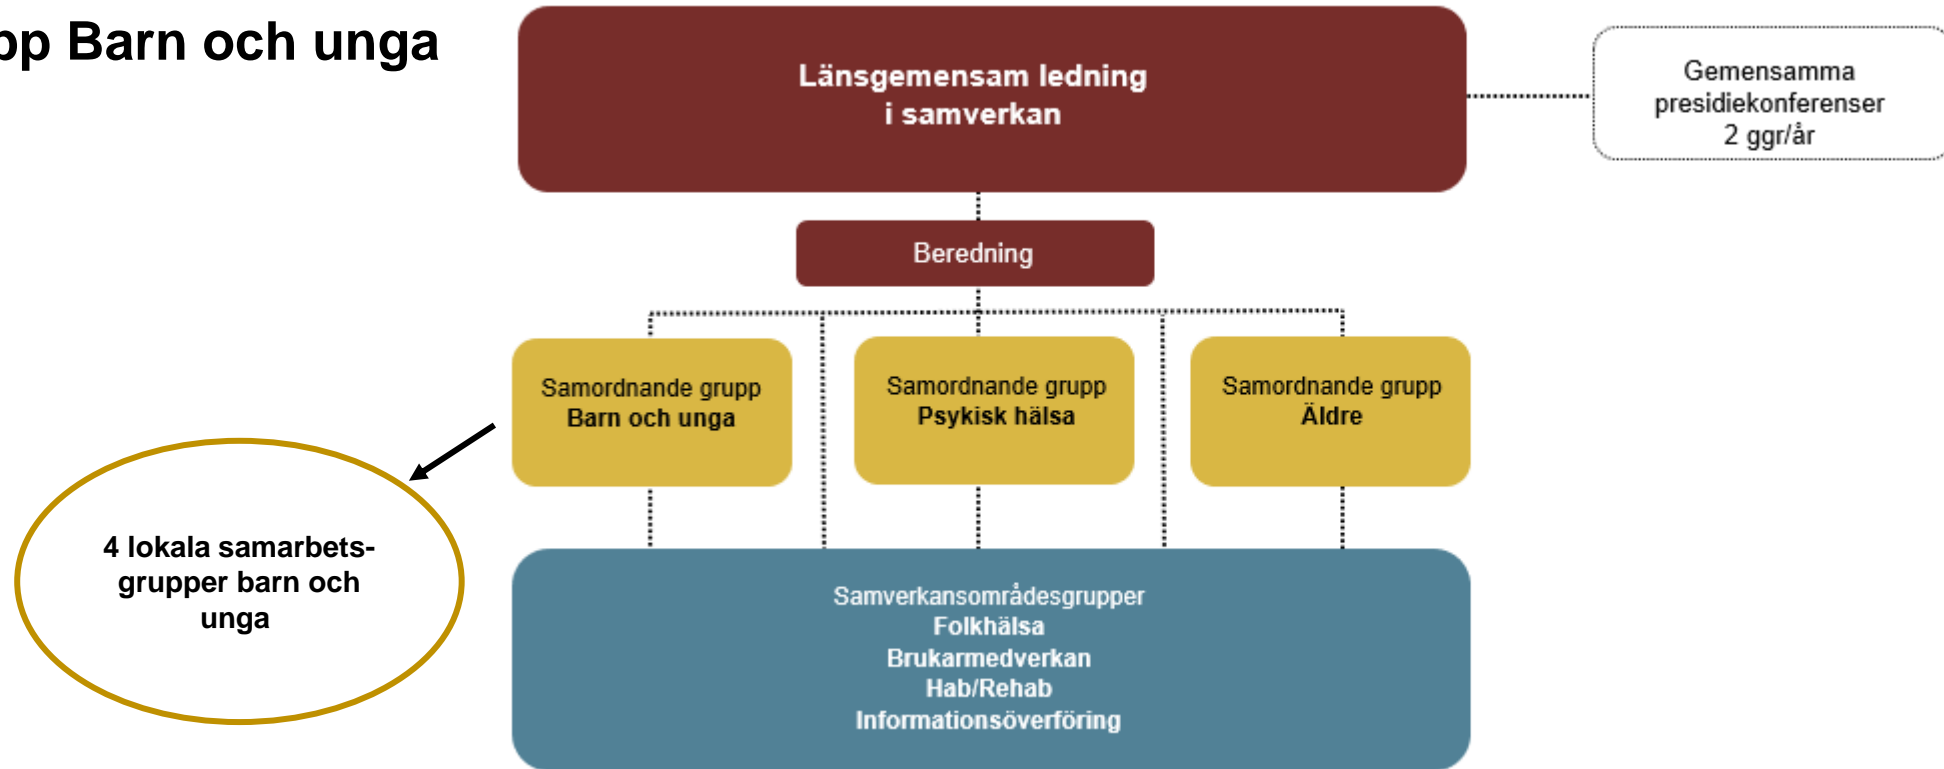 pp Barn och unga
Länsgemensam ledning
i samverkan
Gemensamma
presidiekonferenser
2 ggr/år
Beredning
Samordnande grupp
Barn och unga
Samordnande grupp
Psykisk hälsa
Samordnande grupp
Äldre
4 lokala samarbets-
grupper barn och
unga
Samverkansområdesgrupper
Folkhälsa
Brukarmedverkan
Hab/Rehab
Informationsöverföring